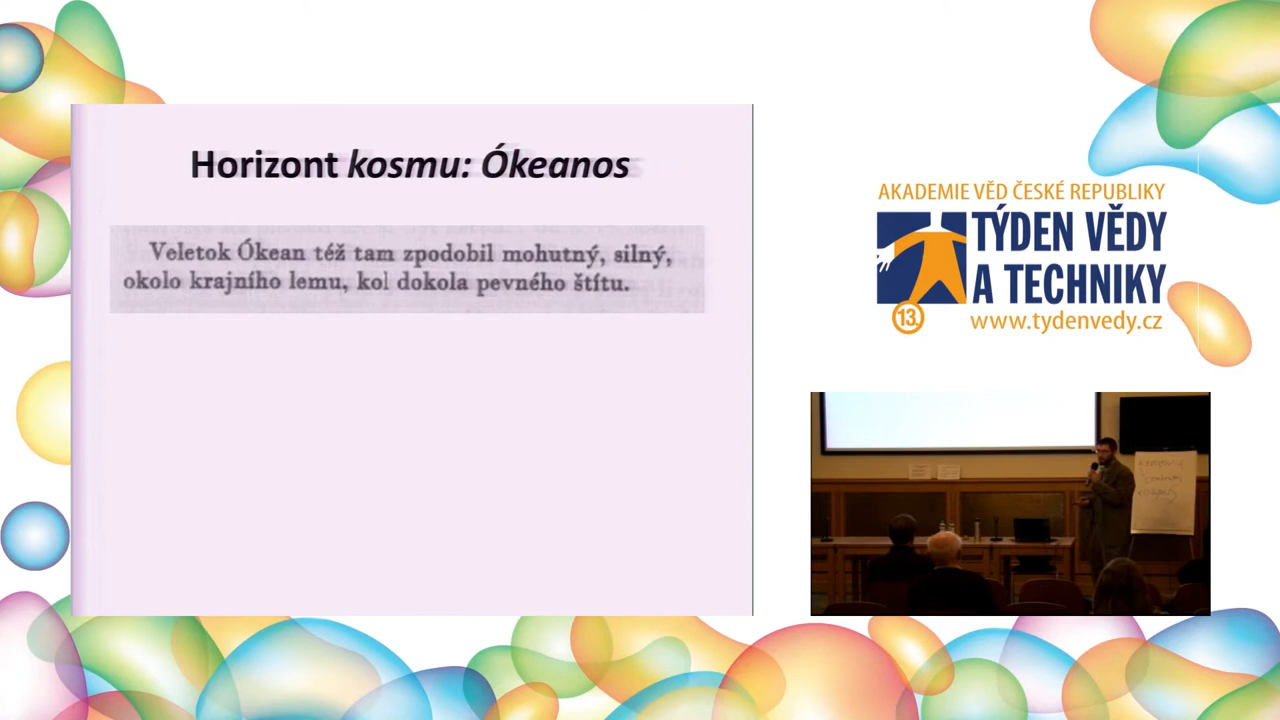 Horizont kosmu: Ókeanos
Veletok Ókean též tam zpodobil mohutný, silný,
okolo krajního lemu, kol dokola pevného štítu.
AKADEMIE VĚD ČESKÉ REPUBLIKY
TÝDEN VĚDY
A TECHNIKY
13.
www.tydenvedy.cz